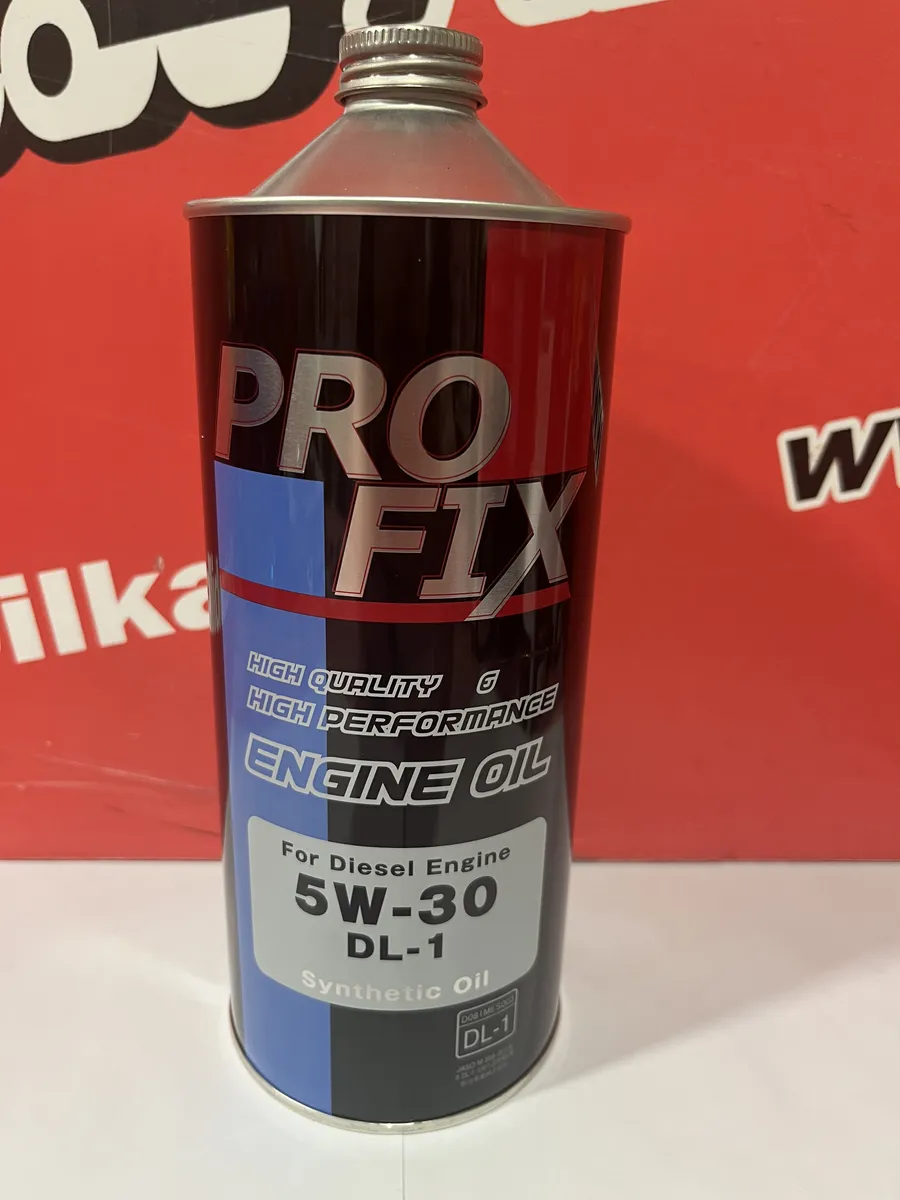 PRO
FIX
HIGH QUALITY &
HIGH PERFORMANCE
ENGINE OIL
For Diesel Engine
5W-30
DL-1
Synthetic Oil
DL-1
ilka
w